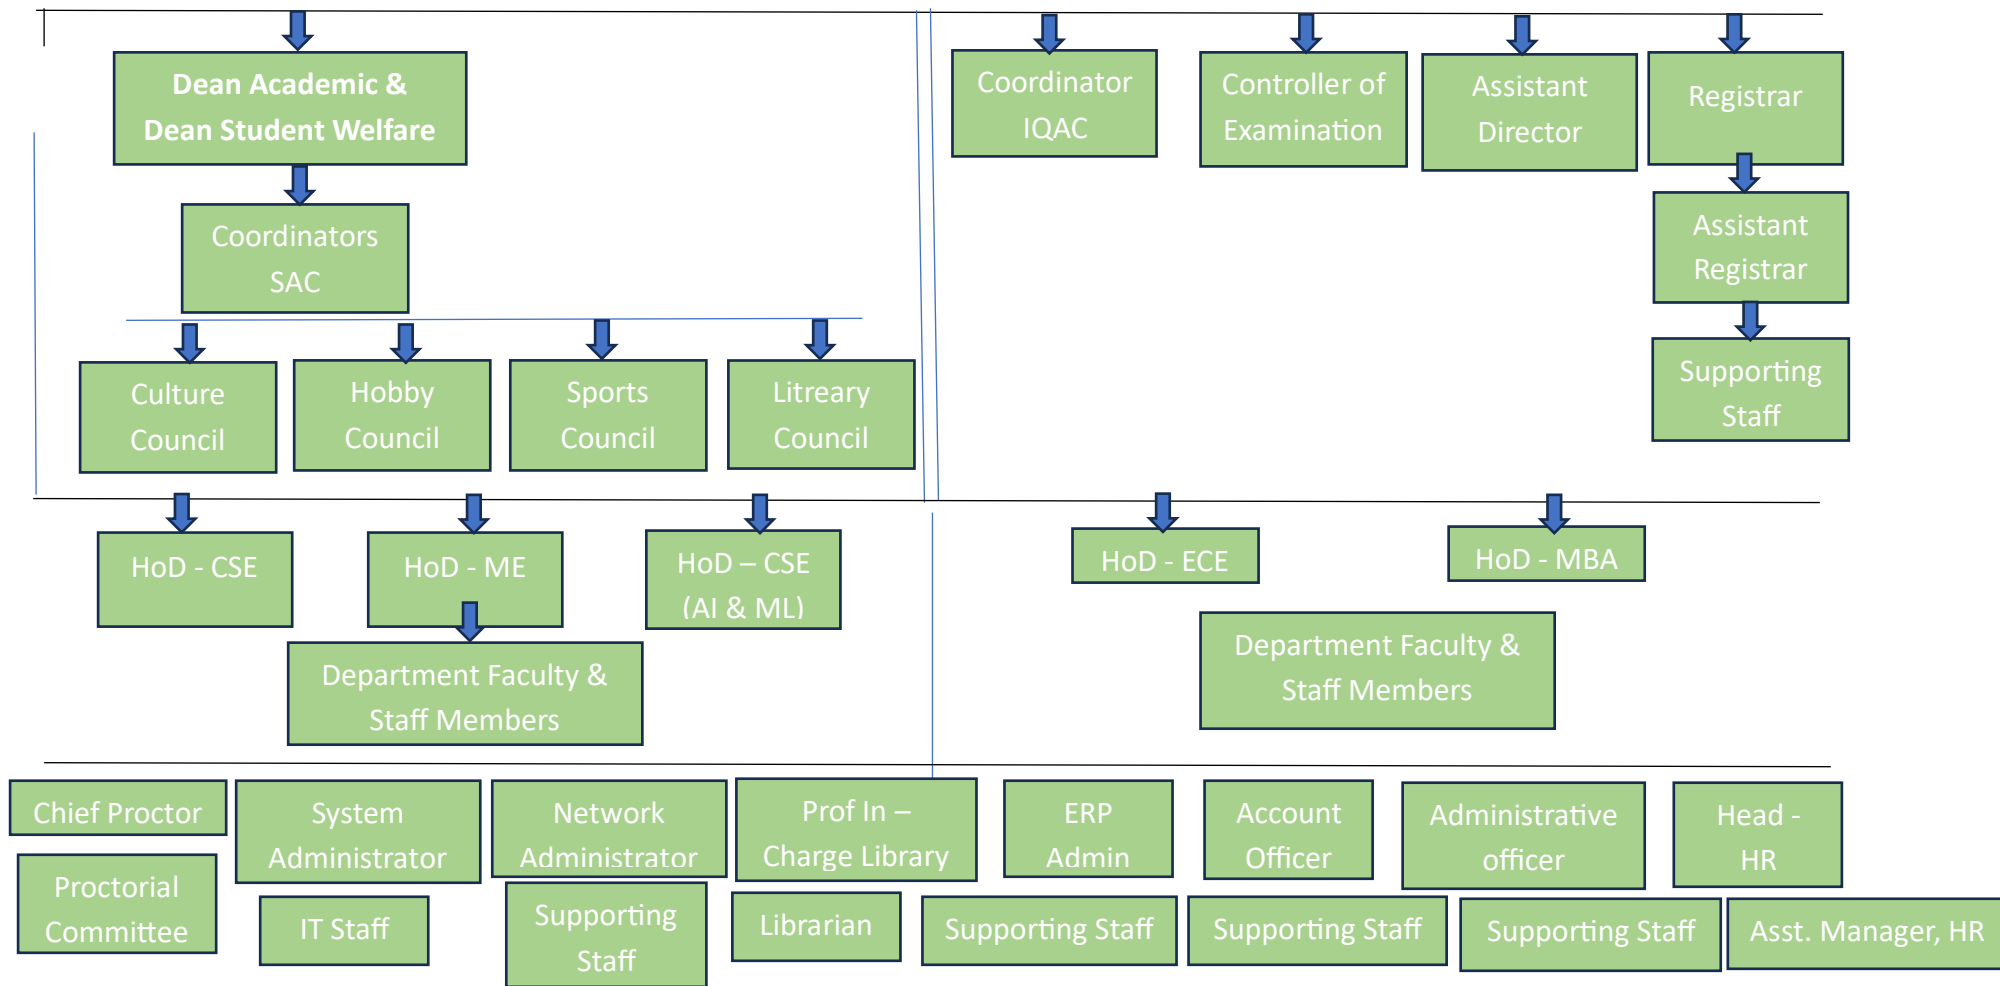 Dean Academic &
Dean Student Welfare
Coordinator
IQAC
Controller of
Examination
Assistant
Director
Registrar
Coordinators
SAC
Assistant
Registrar
Culture
Council
Hobby
Council
Sports
Council
Litreary
Council
Supporting
Staff
HoD - CSE
HoD - ME
HoD – CSE
(AI & ML)
HoD - ECE
HoD - MBA
Department Faculty &
Staff Members
Department Faculty &
Staff Members
Chief Proctor
System
Administrator
Network
Administrator
Prof In –
Charge Library
ERP
Admin
Account
Officer
Administrative
officer
Head -
HR
Proctorial
Committee
IT Staff
Supporting
Staff
Librarian
Supporting Staff
Supporting Staff
Supporting Staff
Asst. Manager, HR